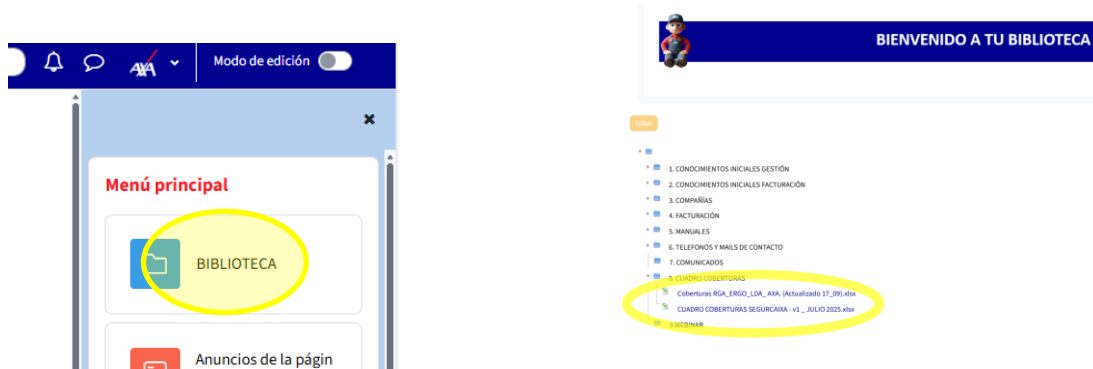 AXA
Modo de edición
Menú principal
BIBLIOTECA
Anuncios de la págin
BIENVENIDO A TU BIBLIOTECA
Editar
1. CONOCIMIENTOS INICIALES GESTIÓN
2. CONOCIMIENTOS INICIALES FACTURACIÓN
3. COMPAÑÍAS
4. FACTURACIÓN
5. MANUALES
6. TELEFONOS Y MAILS DE CONTACTO
7. COMUNICADOS
8. CUADRO COBERTURAS
Coberturas RGA_ERGO_LDA_ AXA. (Actualizado 17_09).xlsx
CUADRO COBERTURAS SEGURCAIXA - v1 _ JULIO 2025.xlsx
9.WEBINAR